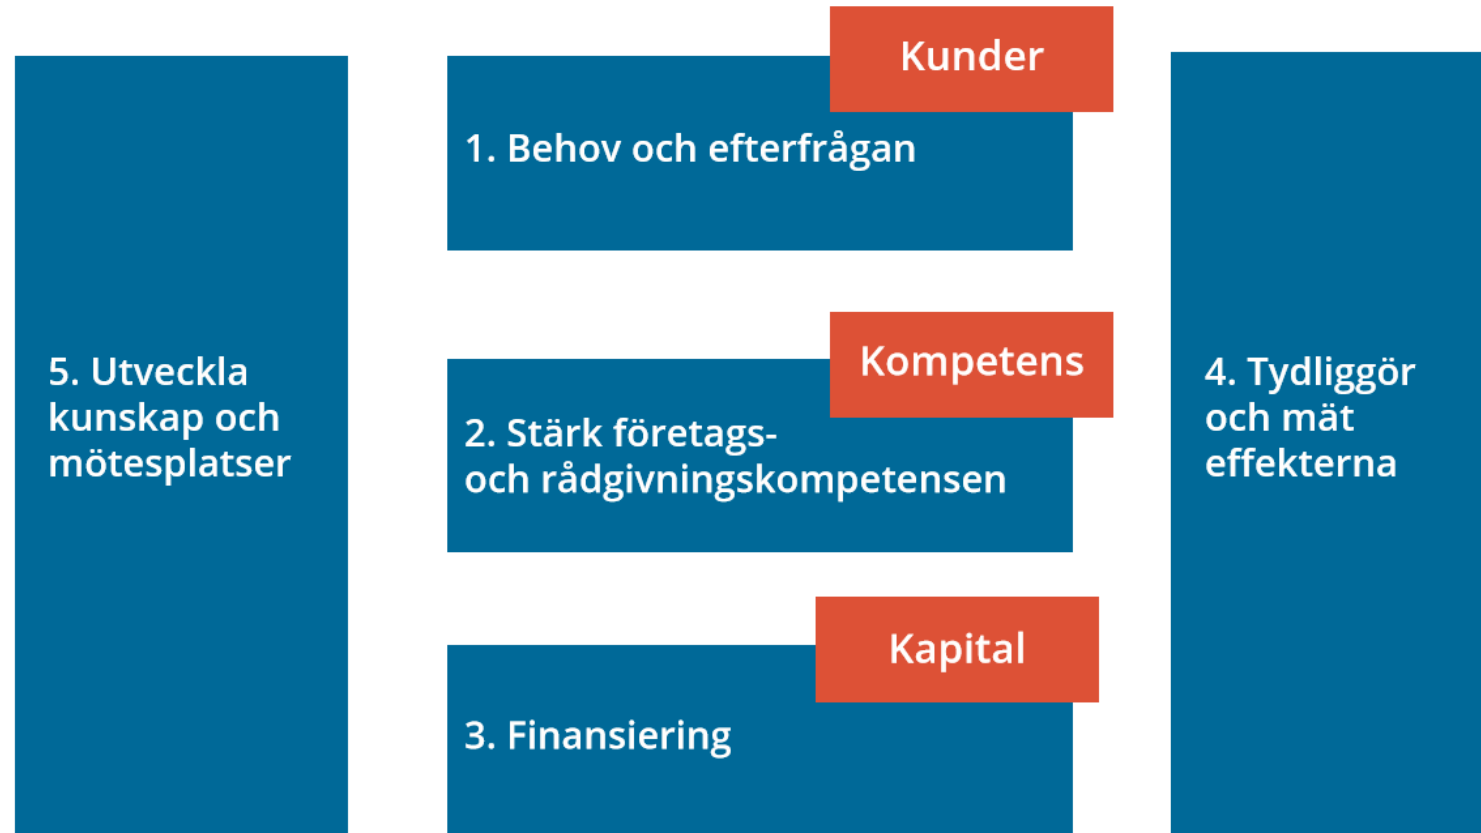 Kunder
1. Behov och efterfrågan
Kompetens
2. Stärk företags-
och rådgivningskompetensen
Kapital
3. Finansiering
4. Tydliggör
och mät
effekterna
5. Utveckla
kunskap och
mötesplatser